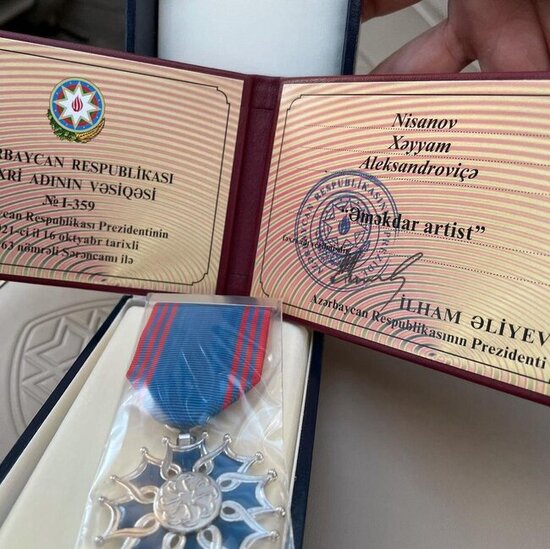 RBAYCAN RESPUBLİKASI
XRİ ADININ VƏSİQƏSİ
№ I-359
can Respublikası Prezidentinin
21-ci il 16 oktyabr tarixli
63 nömrəli Sərəncamı ilə
Nisanov
Xəyyam
Aleksandroviçə
"Əməkdar artist"
İLHAM ƏLİYEV
Azərbaycan Respublikasının Prezidenti